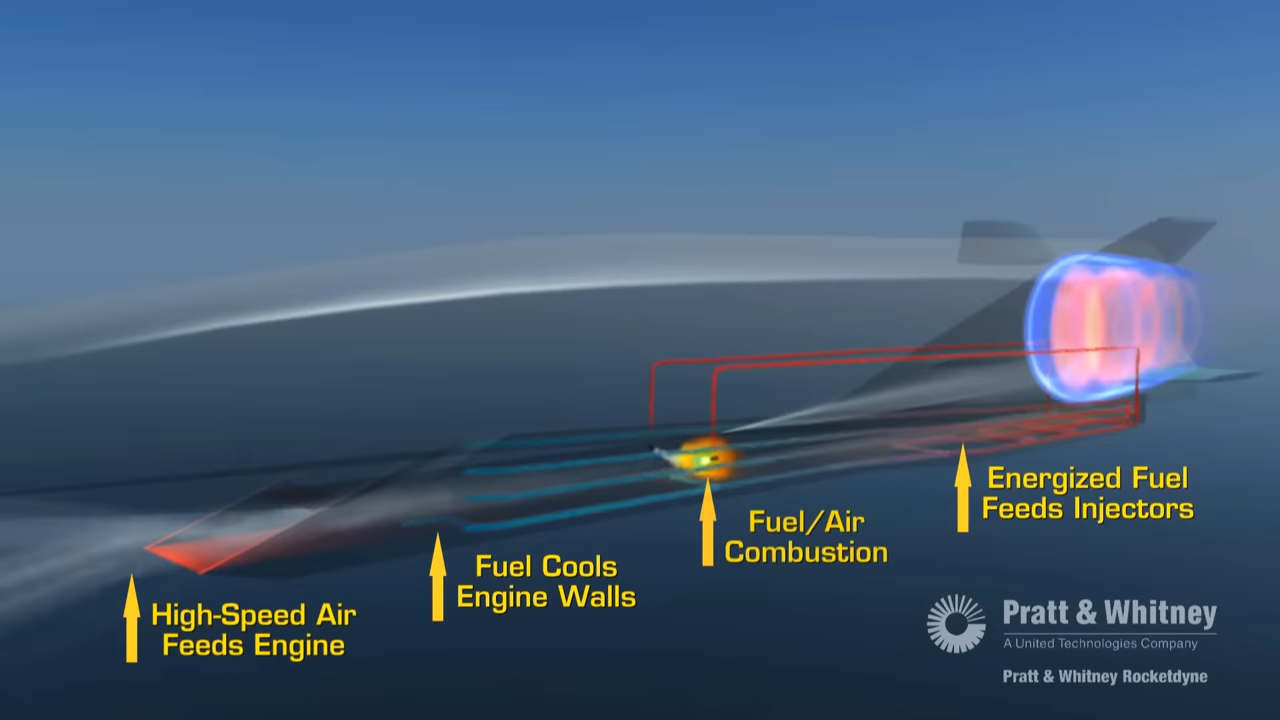 High-Speed Air
Feeds Engine
Fuel Cools
Engine Walls
Fuel/Air
Combustion
Energized Fuel
Feeds Injectors
Pratt & Whitney
A United Technologies Company
Pratt & Whitney Rocketdyne